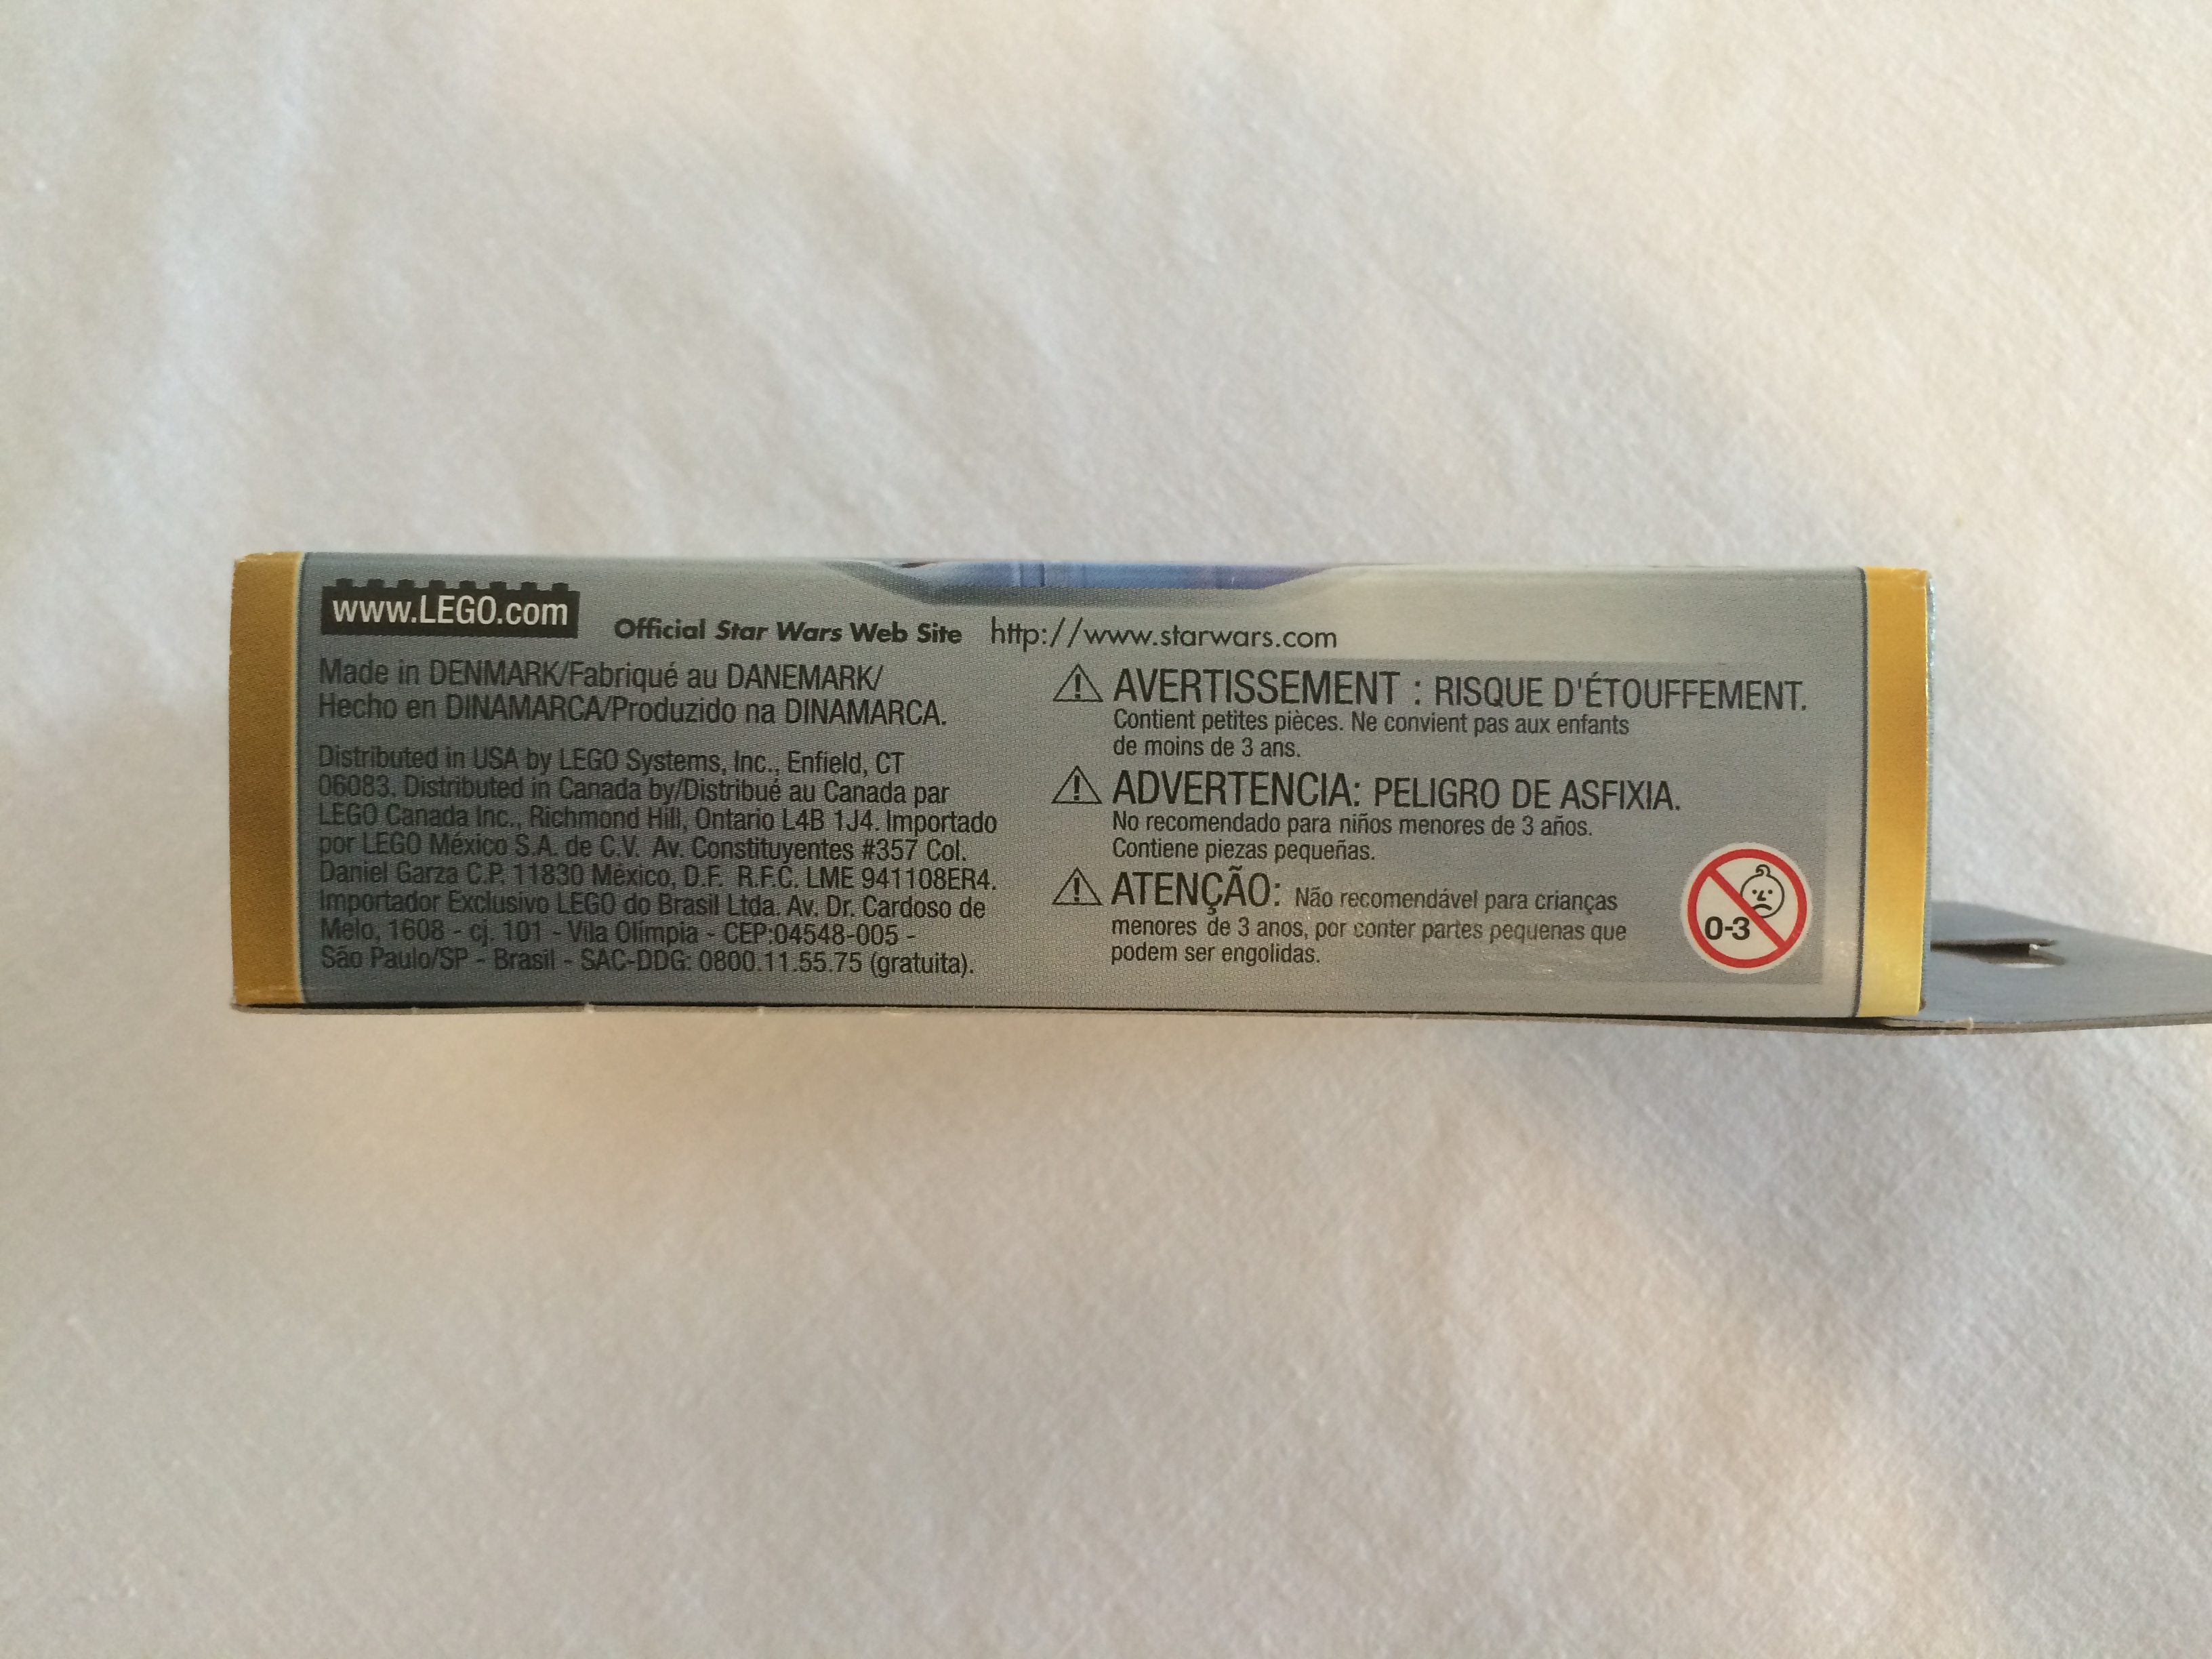 www.LEGO.com
Official Star Wars Web Site http://www.starwars.com
Made in DENMARK/Fabriqué au DANEMARK/
Hecho en DINAMARCA/Produzido na DINAMARCA.
Distributed in USA by LEGO Systems, Inc., Enfield, CT
06083. Distributed in Canada by/Distribué au Canada par
LEGO Canada Inc., Richmond Hill, Ontario L4B 1J4. Importado
por LEGO México S.A. de C.V. Av. Constituyentes #357 Col.
Daniel Garza C.P. 11830 México, D.F. R.F.C. LME 941108ER4.
Importador Exclusivo LEGO do Brasil Ltda. Av. Dr. Cardoso de
Melo, 1608 - cj. 101 - Vila Olimpia - CEP:04548-005 -
São Paulo/SP - Brasil - SAC-DDG: 0800.11.55.75 (gratuita).
AVERTISSEMENT : RISQUE D'ÉTOUFFEMENT.
Contient petites pièces. Ne convient pas aux enfants
de moins de 3 ans.
ADVERTENCIA: PELIGRO DE ASFIXIA.
No recomendado para niños menores de 3 años.
Contiene piezas pequeñas.
ATENÇÃO: Não recomendável para crianças
menores de 3 anos, por conter partes pequenas que
podem ser engolidas.
0-3